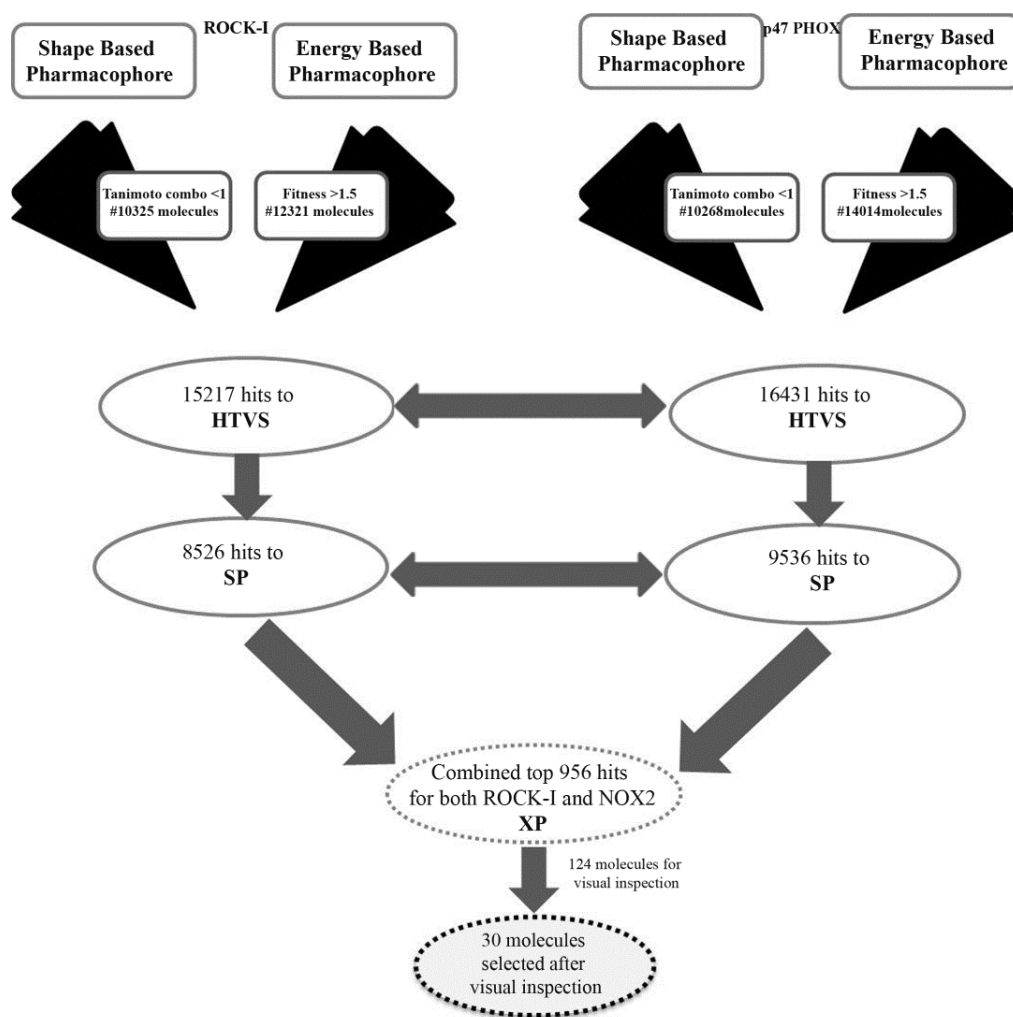 ROCK-I
Shape Based
Pharmacophore
Energy Based
Pharmacophore
p47 PHOX
Shape Based
Pharmacophore
Energy Based
Pharmacophore
Tanimoto combo <1
#10325 molecules
Fitness >1.5
#12321 molecules
Tanimoto combo <1
#10268molecules
Fitness >1.5
#14014molecules
15217 hits to
HTVS
16431 hits to
HTVS
8526 hits to
SP
9536 hits to
SP
Combined top 956 hits
for both ROCK-I and NOX2
XP
124 molecules for
visual inspection
30 molecules
selected after
visual inspection